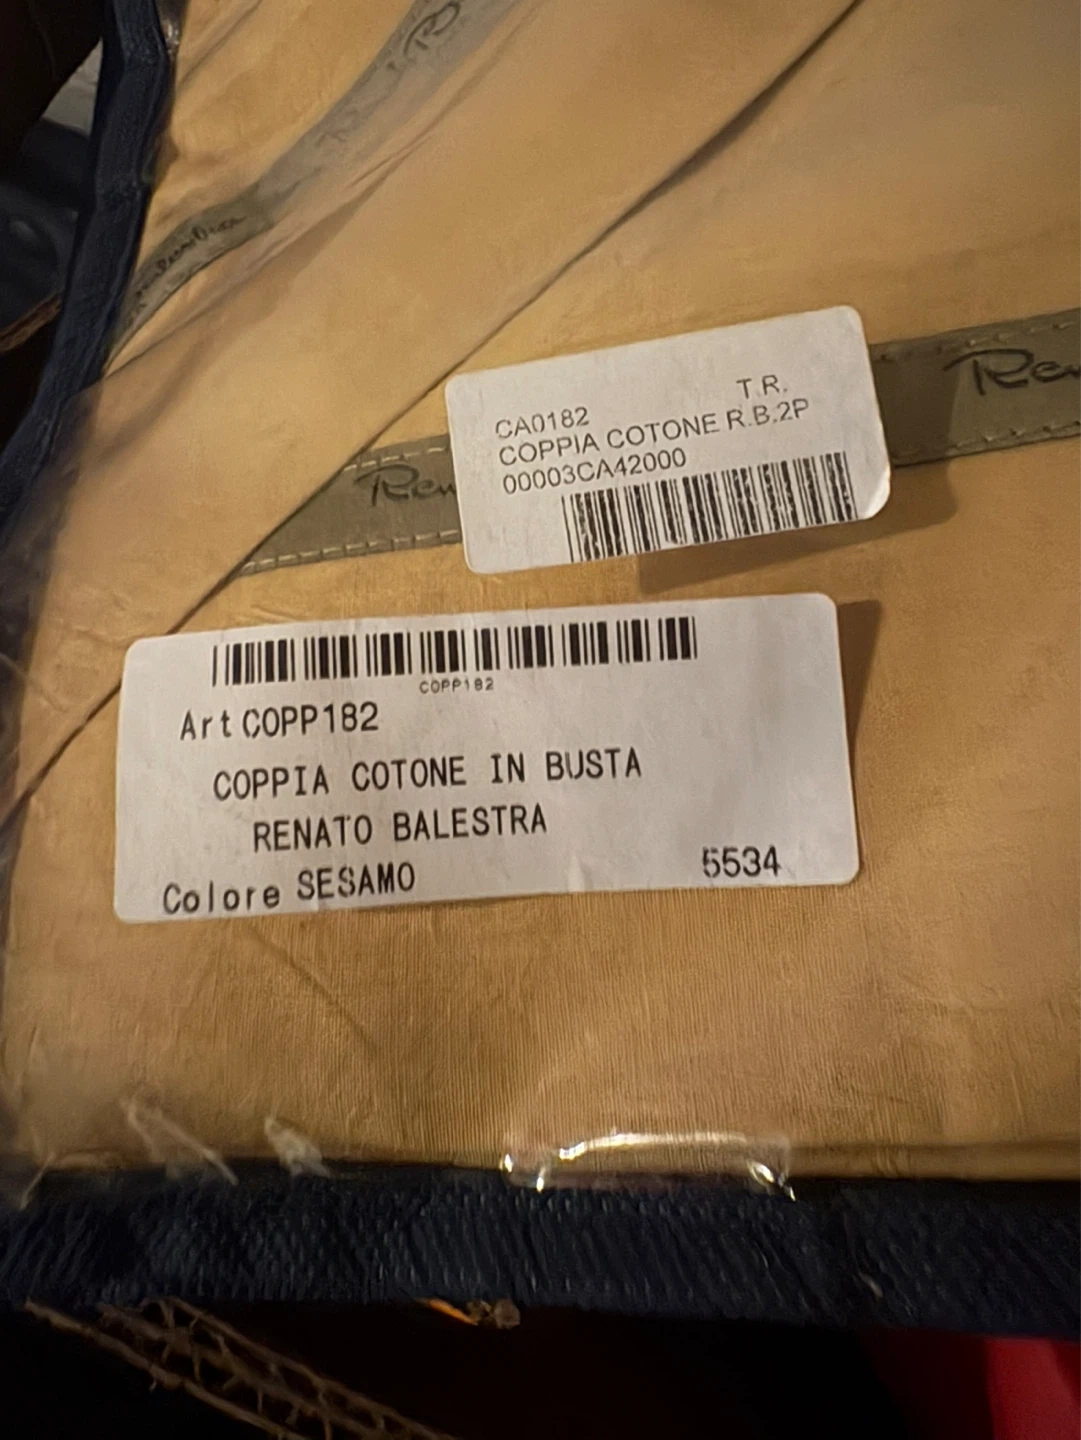 T.R.
CA0182
COPPIA COTONE R.B.2P
00003CA42000
COPP182
Art COPP182
COPPIA COTONE IN BUSTA
RENATO BALESTRA
Colore SESAMO 5534